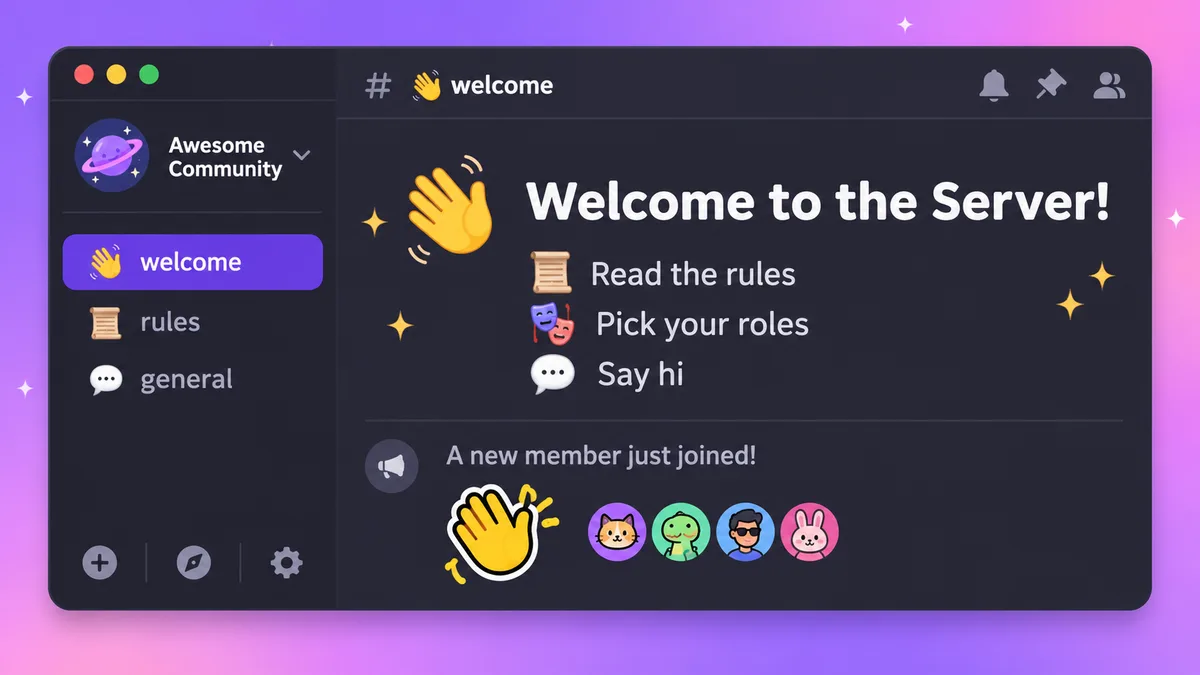 # 👋 welcome
Awesome
Community
👋 welcome
📜 rules
💬 general
Welcome to the Server!
📜 Read the rules
🎭 Pick your roles
💬 Say hi
A new member just joined!